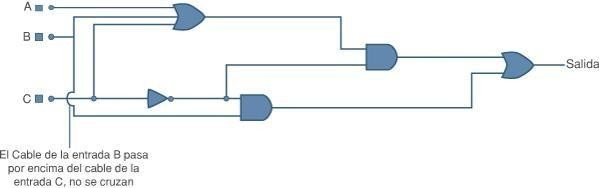 A
B
C
Salida
El Cable de la entrada B pasa
por encima del cable de la
entrada C, no se cruzan